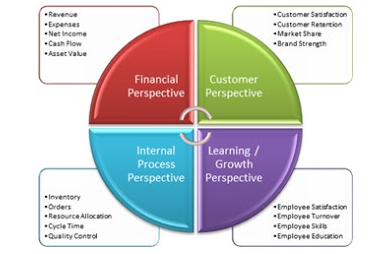 • Revenue
• Expenses
• Net Income
• Cash Flow
• Asset Value
• Customer Satisfaction
• Customer Retention
• Market Share
• Brand Strength
Financial
Perspective
Customer
Perspective
Internal
Process
Perspective
Learning /
Growth
Perspective
• Inventory
• Orders
• Resource Allocation
• Cycle Time
• Quality Control
• Employee Satisfaction
• Employee Turnover
• Employee Skills
• Employee Education